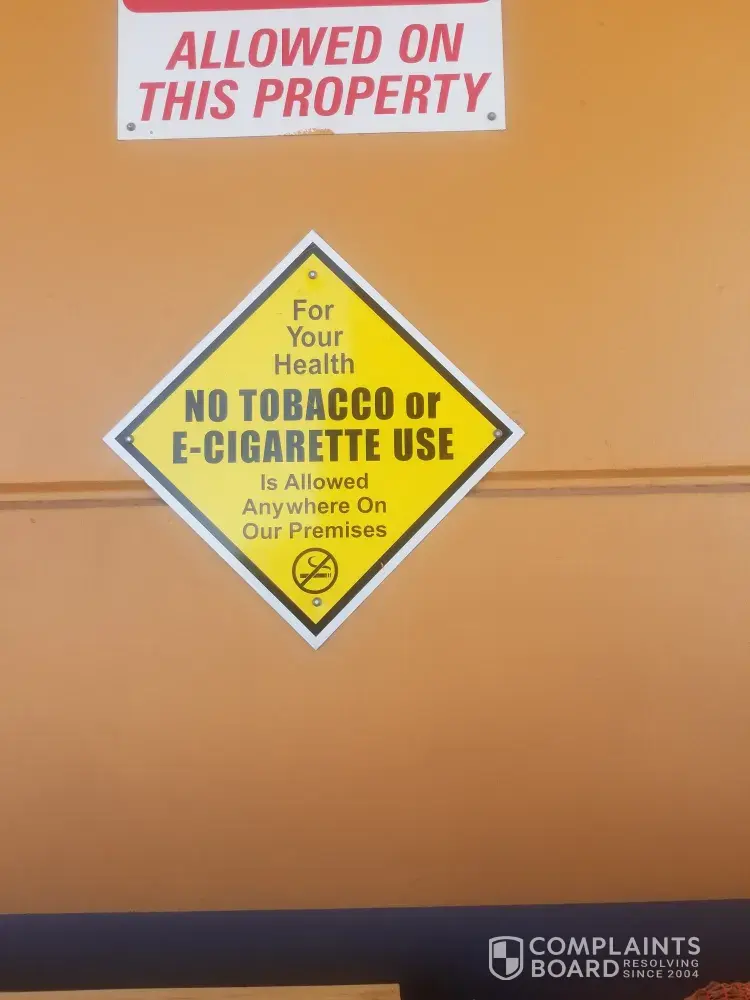 ALLOWED ON
THIS PROPERTY
For
Your
Health
NO TOBACCO or
E-CIGARETTE USE
Is Allowed
Anywhere On
Our Premises
COMPLAINTS
BOARD RESOLVING
SINCE 2004